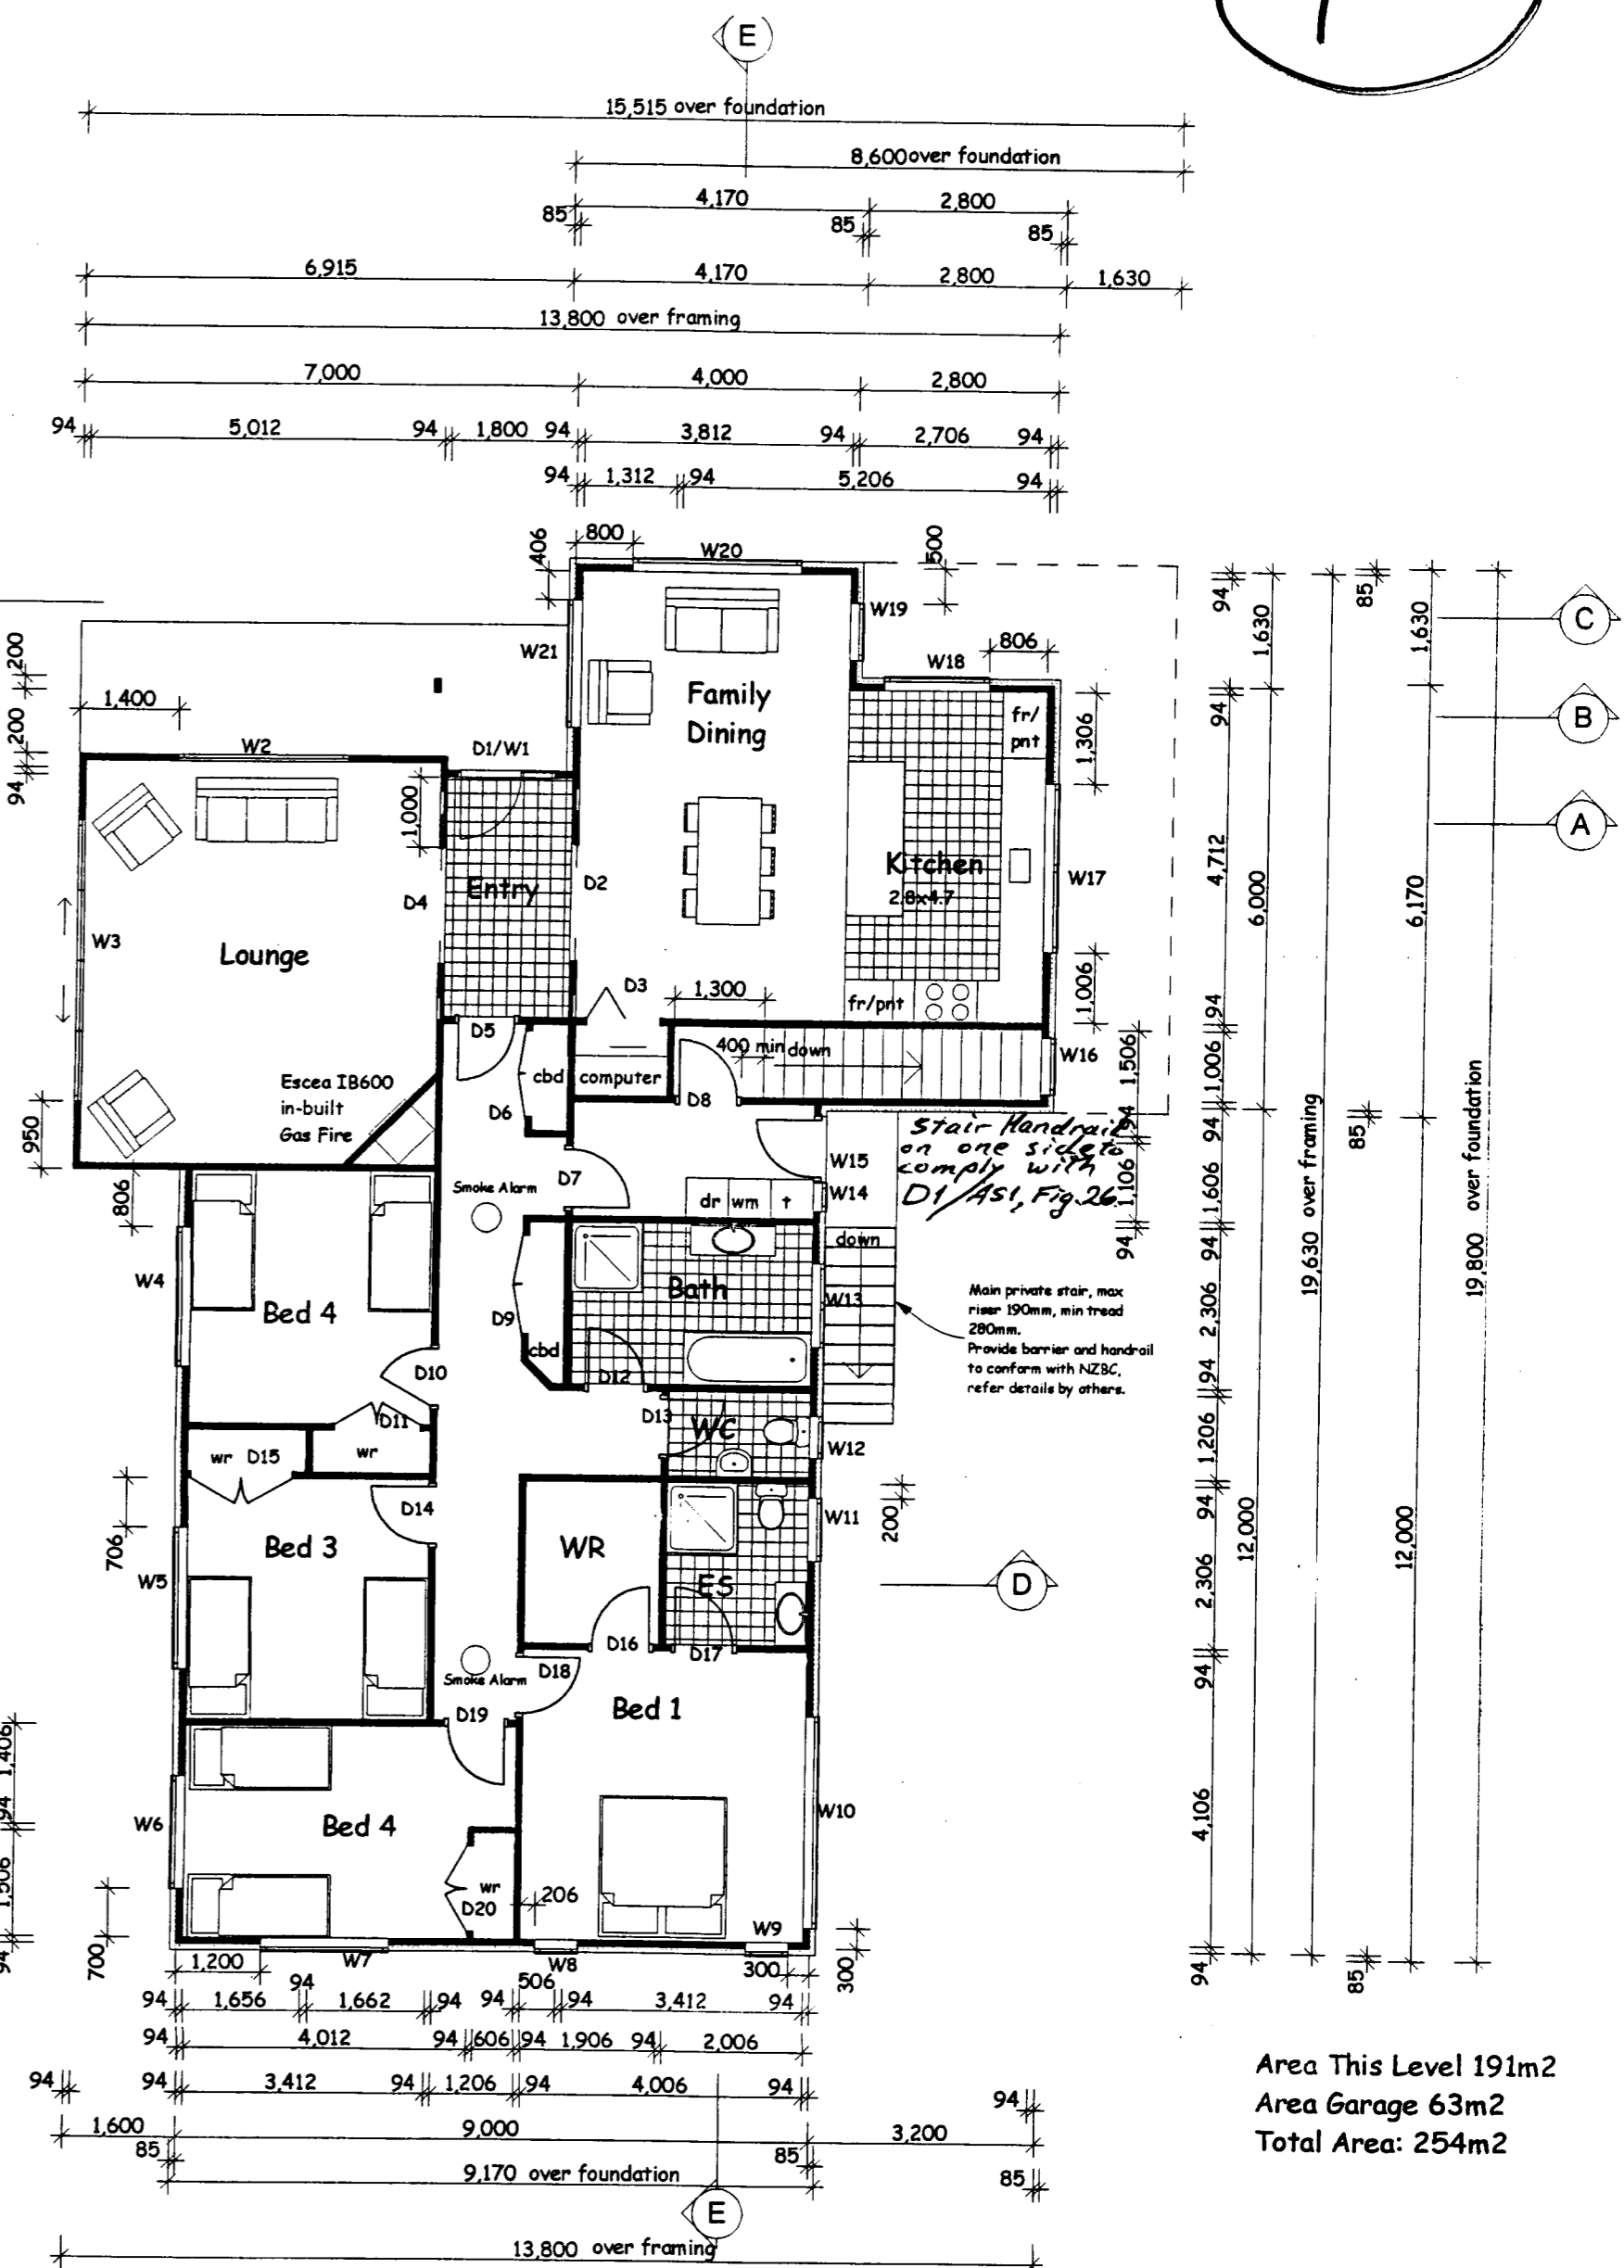 E
15,515 over foundation
8,600over foundation
4,170
2,800
85
85
85
6,915
4,170
2,800
1,630
13,800 over framing
7,000
4,000
2,800
94
5,012
94
1,800
94
3,812
94
2,706
94
94
1,312
94
5,206
94
406
800
W20
500
94
1,630
85
1,630
C
W19
W21
W18
806
200
1,400
Family
Dining
fr/
pnt
94
B
200
94
W2
D1/W1
1,306
1,000
A
Kitchen
2.8x4.7
W17
4,712
6,000
6,170
Entry
D2
D4
W3
Lounge
D3
1,300
fr/pnt
1,006
94
D5
400 min down
W16
1,506
1,006
Escea IB600
in-built
Gas Fire
cbd
computer
D6
D8
950
94
94
85
19,630 over framing
19,800 over foundation
Stair Handrail
on one side to
comply with
D1/AS1, Fig.26.
W15
D7
W14
1,106
1,606
806
Smoke Alarm
dr
wm
t
94
94
down
W4
Bed 4
Bath
W13
D9
Main private stair, max
riser 190mm, min tread
280mm.
Provide barrier and handrail
to conform with NZBC,
refer details by others.
2,306
cbd
D10
D12
94
D11
D13
WC
W12
1,206
wr
D15
wr
D14
94
706
Bed 3
WR
W11
200
12,000
12,000
W5
ES
D
2,306
D16
D17
D18
Smoke Alarm
94
D19
Bed 1
1,406
94
W6
Bed 4
W10
4,106
1,506
wr
D20
206
W9
94
700
1,200
W7
W8
300
300
94
85
94
506
94
1,656
1,662
94
94
94
3,412
94
94
4,012
94
606
94
1,906
94
2,006
94
94
3,412
94
1,206
94
4,006
94
94
1,600
9,000
3,200
85
85
9,170 over foundation
85
E
13,800 over framing
Area This Level 191m2
Area Garage 63m2
Total Area: 254m2